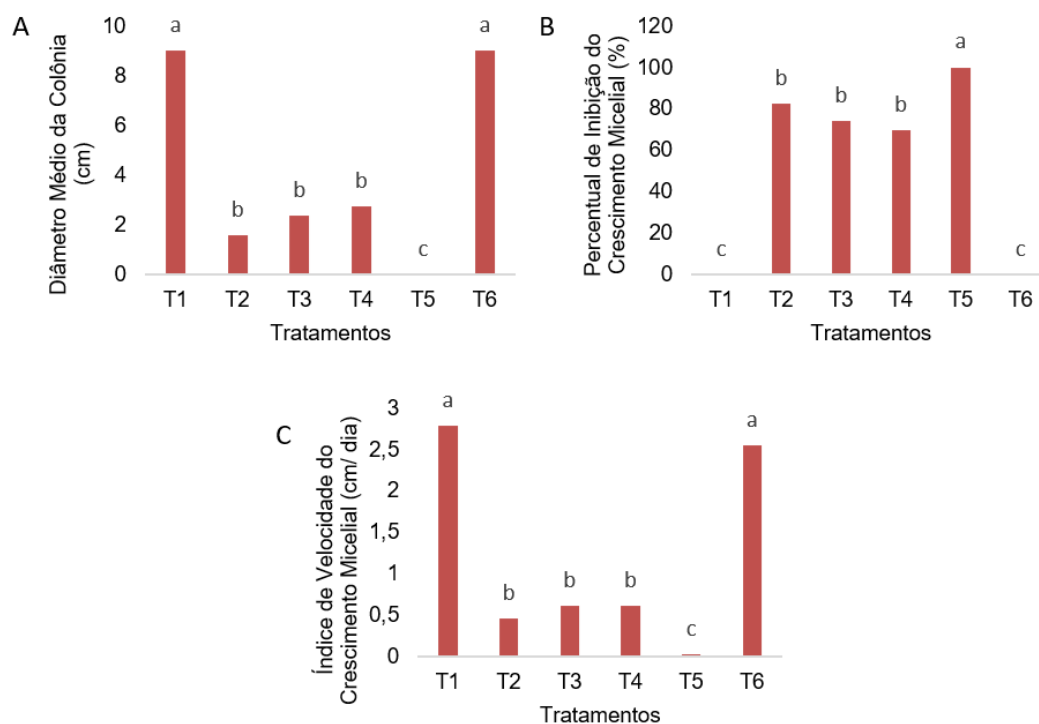 A
Diâmetro Médio da Colônia
(cm)
10
8
6
4
2
0
a
b
b
b
c
a
T1 T2 T3 T4 T5 T6
Tratamentos
B
Percentual de Inibição do
Crescimento Micelial (%)
120
100
80
60
40
20
0
c
b
b
b
a
c
T1 T2 T3 T4 T5 T6
Tratamentos
C
Índice de Velocidade do
Crescimento Micelial (cm/ dia)
3
2,5
2
1,5
1
0,5
0
a
b
b
b
c
a
T1 T2 T3 T4 T5 T6
Tratamentos